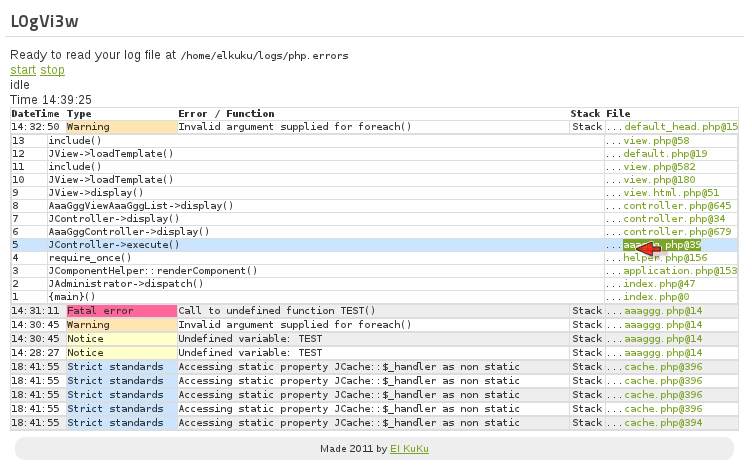 L0gVi3w
Ready to read your log file at /home/elkuku/logs/php.errors
start stop
idle
Time 14:39:25
DateTime Type Error / Function Stack File
14:32:50 Warning Invalid argument supplied for foreach() Stack ...default_head.php@15
13 include() ...view.php@58
12 JView->loadTemplate() ...default.php@19
11 include() ...view.php@582
10 JView->loadTemplate() ...view.php@180
9 JView->display() ...view.html.php@51
8 AaaGggViewAaaGggList->display() ...controller.php@645
7 JController->display() ...controller.php@34
6 AaaGggController->display() ...controller.php@679
5 JController->execute() ...
4 require_once() ...helper.php@156
3 JComponentHelper::renderComponent() ...application.php@153
2 JAdministrator->dispatch() ...index.php@47
1 {main}() ...index.php@0
14:31:11 Fatal error Call to undefined function TEST() Stack ...aaaggg.php@14
14:30:45 Warning Invalid argument supplied for foreach() Stack ...aaaggg.php@14
14:30:45 Notice Undefined variable: TEST Stack ...aaaggg.php@14
14:28:27 Notice Undefined variable: TEST Stack ...aaaggg.php@14
18:41:55 Strict standards Accessing static property JCache::$_handler as non static Stack ...cache.php@396
18:41:55 Strict standards Accessing static property JCache::$_handler as non static Stack ...cache.php@396
18:41:55 Strict standards Accessing static property JCache::$_handler as non static Stack ...cache.php@396
18:41:55 Strict standards Accessing static property JCache::$_handler as non static Stack ...cache.php@396
18:41:55 Strict standards Accessing static property JCache::$_handler as non static Stack ...cache.php@394
Made 2011 by El KuKu